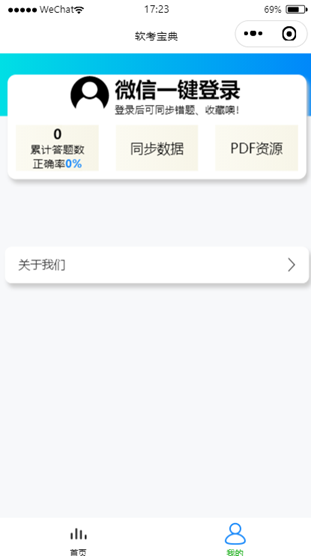 WeChat
17:23
69%
软考宝典
微信一键登录
登录后可同步错题、收藏噢!
0
累计答题数
正确率0%
同步数据
PDF资源
关于我们
首页
我的